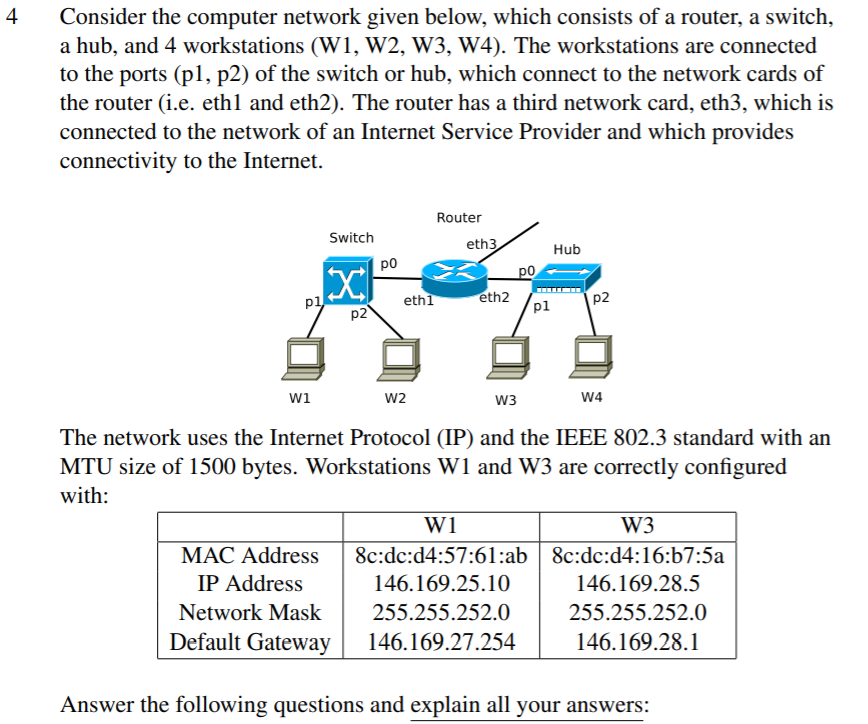 4 Consider the computer network given below, which consists of a router, a switch,
a hub, and 4 workstations (W1, W2, W3, W4). The workstations are connected
to the ports (p1, p2) of the switch or hub, which connect to the network cards of
the router (i.e. eth1 and eth2). The router has a third network card, eth3, which is
connected to the network of an Internet Service Provider and which provides
connectivity to the Internet.
Router
Switch
eth3
Hub
p0
p0
p1
eth1
eth2
p1
p2
p2
W1
W2
W3
W4
The network uses the Internet Protocol (IP) and the IEEE 802.3 standard with an
MTU size of 1500 bytes. Workstations W1 and W3 are correctly configured
with:
W1 W3
MAC Address 8c:dc:d4:57:61:ab 8c:dc:d4:16:b7:5a
IP Address 146.169.25.10 146.169.28.5
Network Mask 255.255.252.0 255.255.252.0
Default Gateway 146.169.27.254 146.169.28.1
Answer the following questions and explain all your answers: